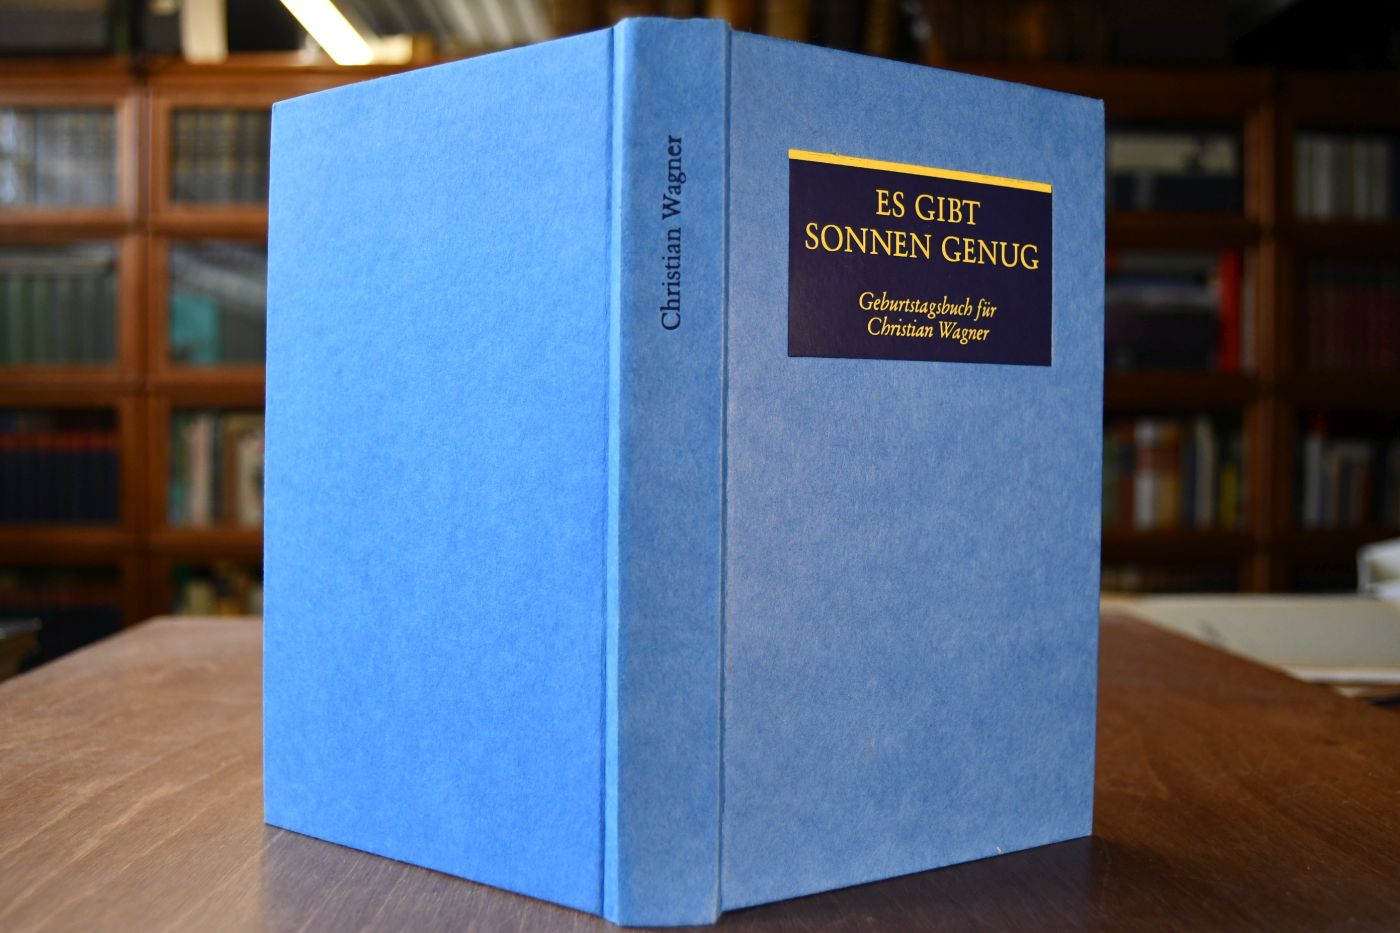 Christian Wagner
ES GIBT
SONNEN GENUG
Geburtstagsbuch für
Christian Wagner